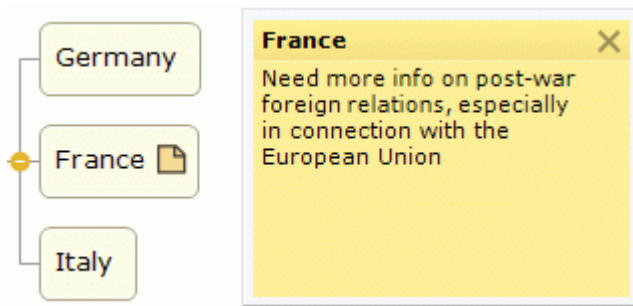 Germany
France
Italy
France
Need more info on post-war
foreign relations, especially
in connection with the
European Union